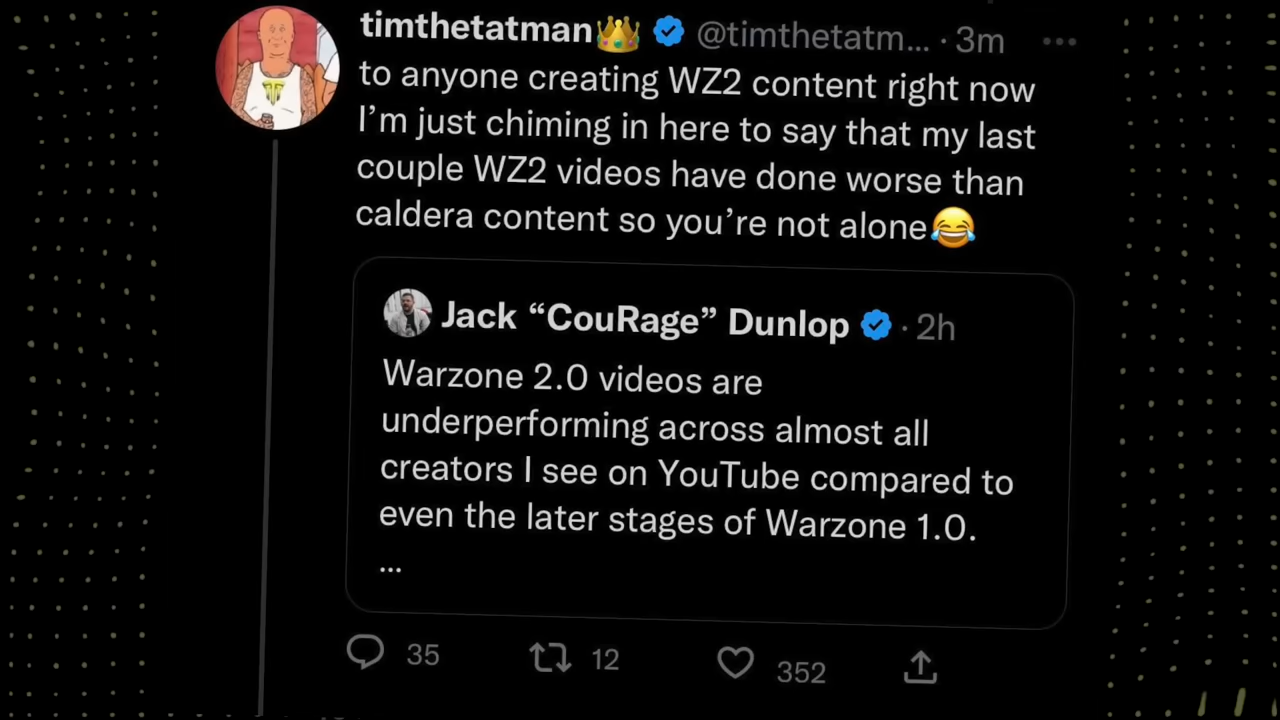 timthetatman👑 @timthetatm... · 3m
to anyone creating WZ2 content right now
I’m just chiming in here to say that my last
couple WZ2 videos have done worse than
caldera content so you’re not alone😂
Jack “CouRage” Dunlop · 2h
Warzone 2.0 videos are
underperforming across almost all
creators I see on YouTube compared to
even the later stages of Warzone 1.0.
...
35 12 352